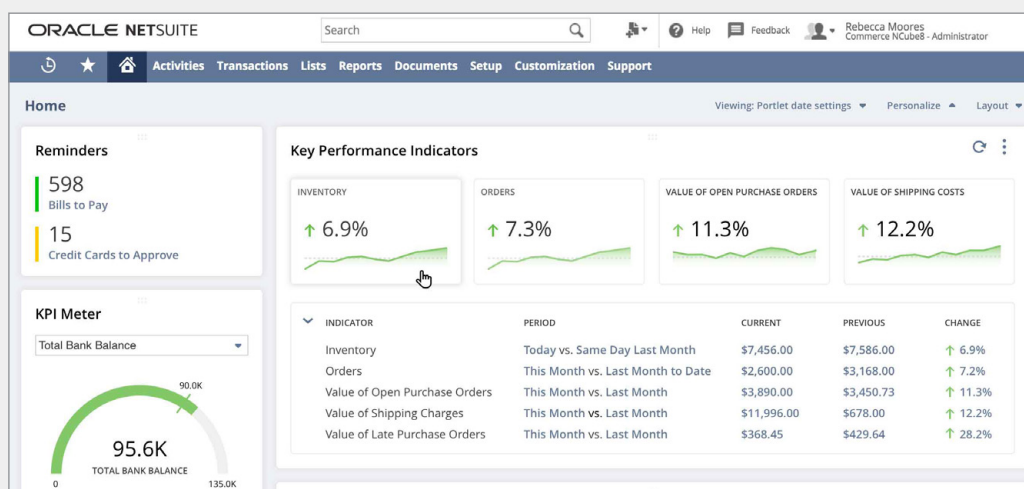 ORACLE NETSUITE
Search
Help
Feedback
Rebecca Moores
Commerce NCube8 - Administrator
Activities Transactions Lists Reports Documents Setup Customization Support
Home
Viewing: Portlet date settings Personalize Layout
Reminders
598
Bills to Pay
15
Credit Cards to Approve
KPI Meter
Total Bank Balance
90.0K
95.6K
TOTAL BANK BALANCE
0 135.0K
Key Performance Indicators
INVENTORY
6.9%
ORDERS
7.3%
VALUE OF OPEN PURCHASE ORDERS
11.3%
VALUE OF SHIPPING COSTS
12.2%
INDICATOR PERIOD CURRENT PREVIOUS CHANGE
Inventory Today vs. Same Day Last Month $7,456.00 $7,586.00 6.9%
Orders This Month vs. Last Month to Date $2,600.00 $3,168.00 7.2%
Value of Open Purchase Orders This Month vs. Last Month $3,890.00 $3,450.73 11.3%
Value of Shipping Charges This Month vs. Last Month $11,996.00 $678.00 12.2%
Value of Late Purchase Orders This Month vs. Last Month $368.45 $429.64 28.2%